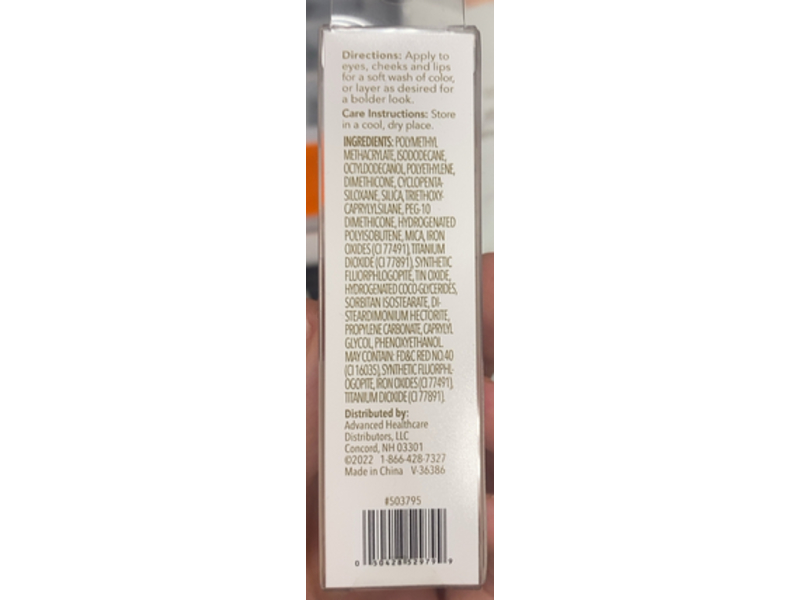 Directions: Apply to
eyes, cheeks and lips
for a soft wash of color,
or layer as desired for
a bolder look.
Care Instructions: Store
in a cool, dry place.
INGREDIENTS: POLYMETHYL
METHACRYLATE, ISODODECANE,
OCTYLDODECANOL, POLYETHYLENE,
DIMETHICONE, CYCLOPENTA-
SILOXANE, SILICA, TRIETHOXY-
CAPRYLYLSILANE, PEG-10
DIMETHICONE, HYDROGENATED
POLYISOBUTENE, MICA, IRON
OXIDES (CI 77491), TITANIUM
DIOXIDE (CI 77891), SYNTHETIC
FLUORPHLOGOPITE, TIN OXIDE,
HYDROGENATED COCO-GLYCERIDES,
SORBITAN ISOSTEARATE, DI-
STEARDIMONIUM HECTORITE,
PROPYLENE CARBONATE, CAPRYLYL
GLYCOL, PHENOXYETHANOL.
MAY CONTAIN: FD&C RED NO.40
(CI 16035), SYNTHETIC FLUORPHL-
OGOPITE, IRON OXIDES (CI 77491),
TITANIUM DIOXIDE (CI 77891).
Distributed by:
Advanced Healthcare
Distributors, LLC
Concord, NH 03301
©2022 1-866-428-7327
Made in China V-36386
#503795
0 50428 52979 9